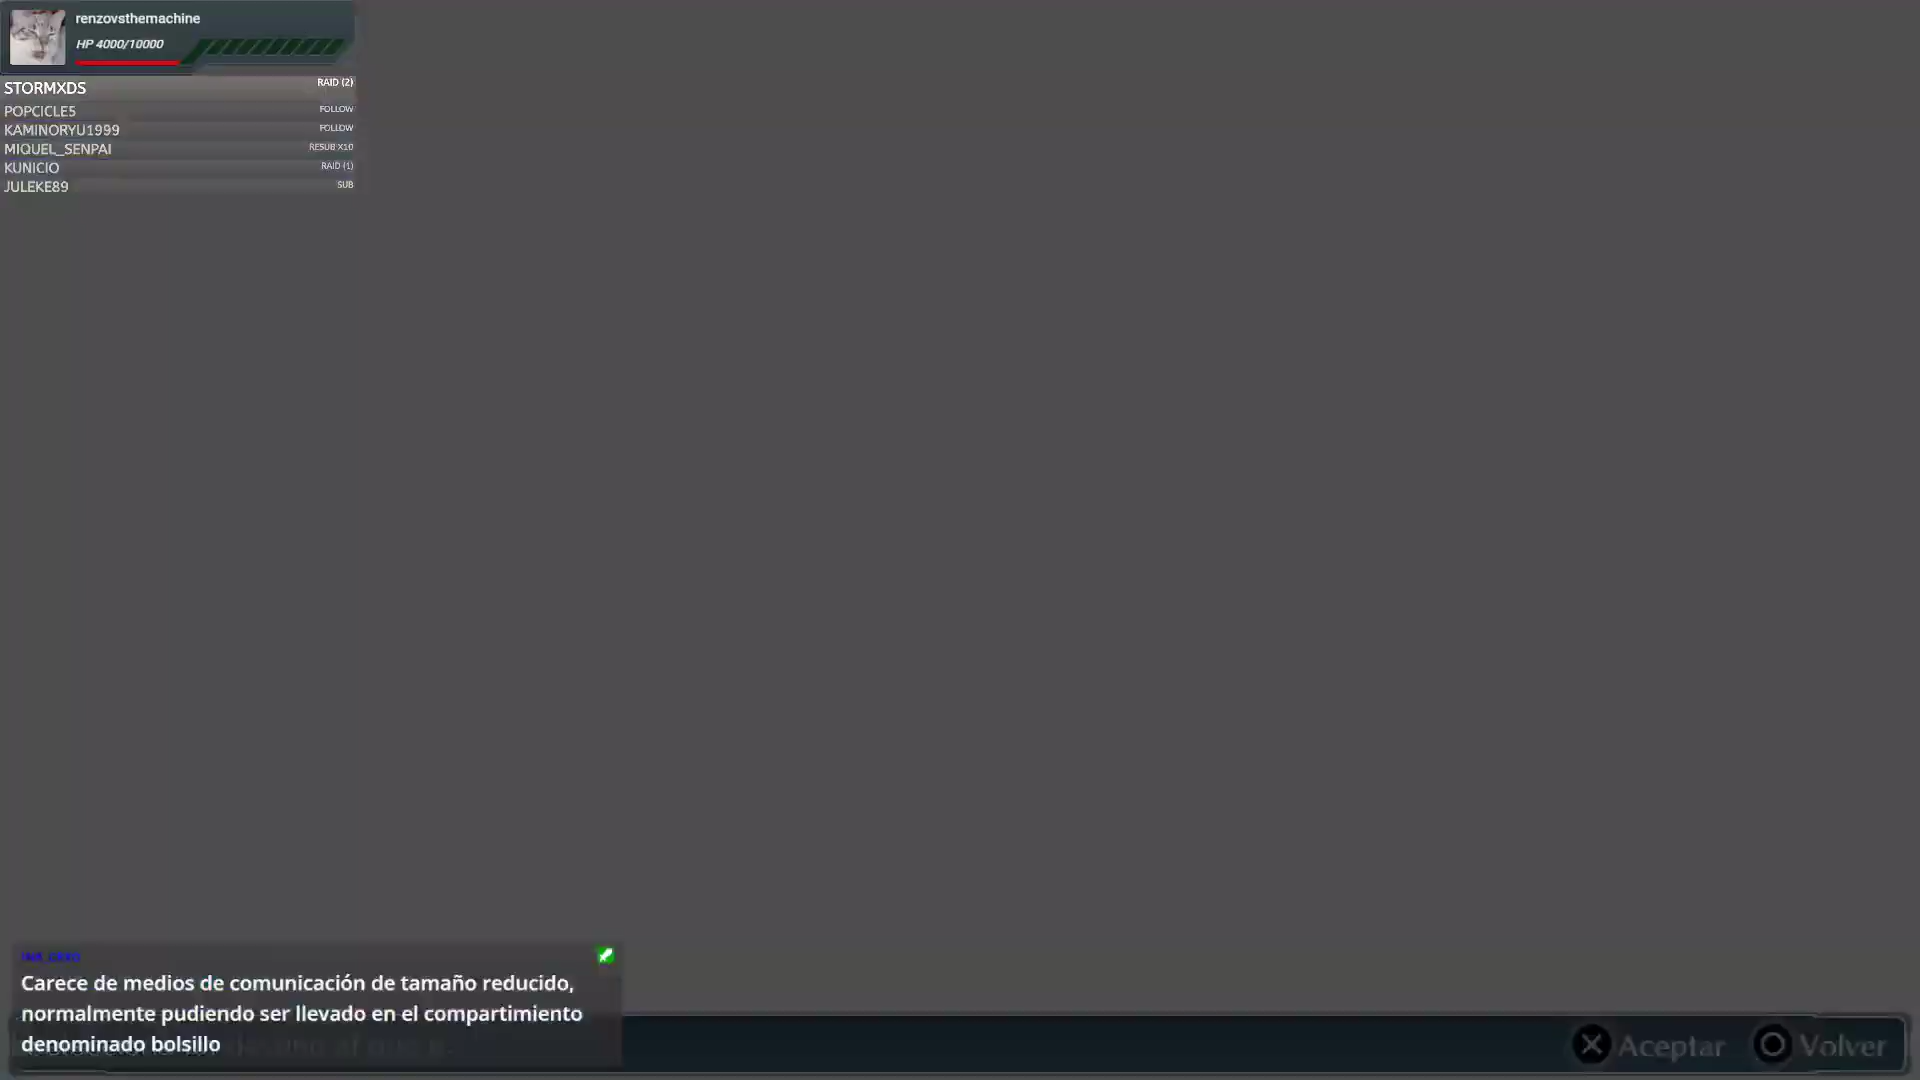 renzovsthemachine
HP 4000/10000
STORMXDS RAID (2)
POPCICLE5 FOLLOW
KAMINORYU1999 FOLLOW
MIQUEL_SENPAI RESUB X10
KUNICIO RAID (1)
JULEKE89 SUB
Carece de medios de comunicación de tamaño reducido,
normalmente pudiendo ser llevado en el compartimiento
denominado bolsillo
Aceptar Volver